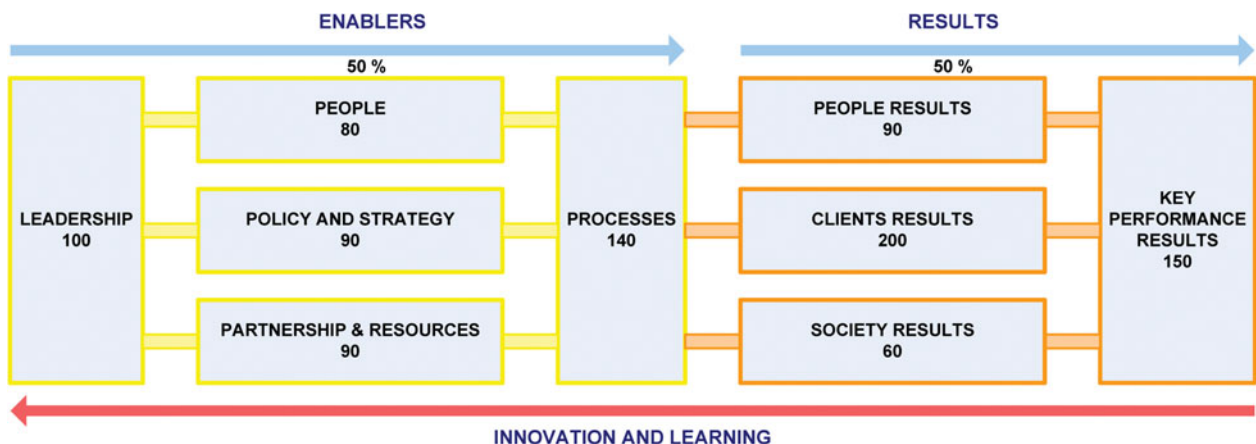 ENABLERS
RESULTS
50 %
50 %
LEADERSHIP
100
PEOPLE
80
POLICY AND STRATEGY
90
PARTNERSHIP & RESOURCES
90
PROCESSES
140
PEOPLE RESULTS
90
CLIENTS RESULTS
200
SOCIETY RESULTS
60
KEY
PERFORMANCE
RESULTS
150
INNOVATION AND LEARNING